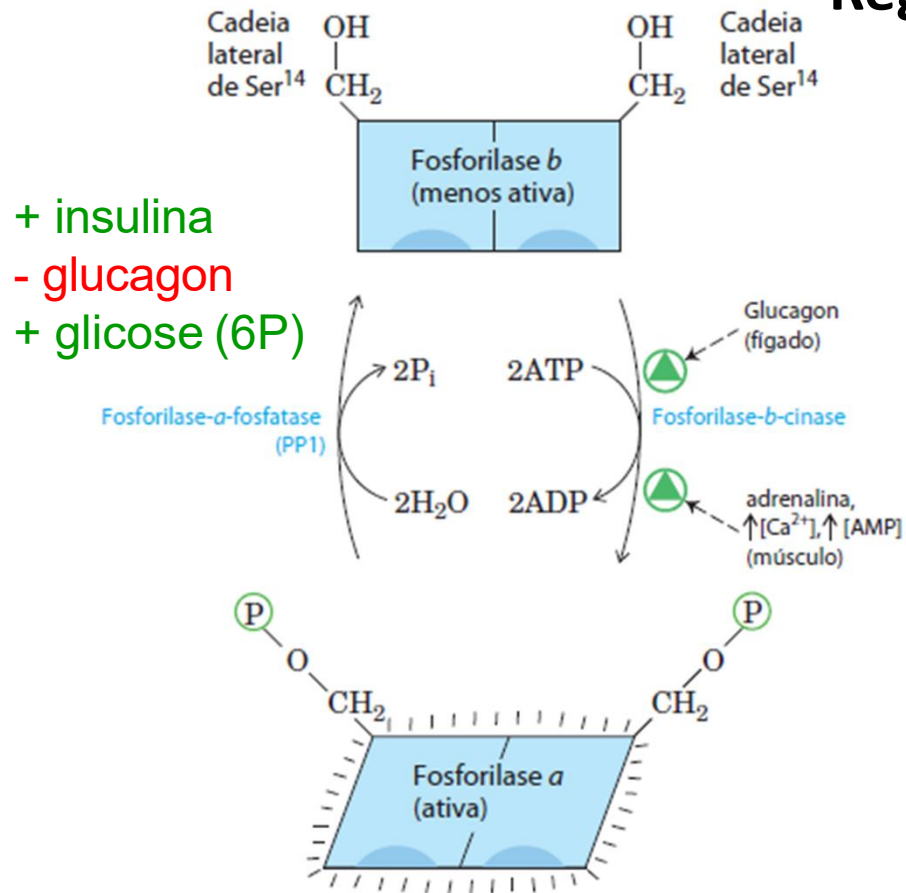 Reg
Cadeia
lateral
de Ser¹⁴
OH
CH₂
OH
CH₂
Cadeia
lateral
de Ser¹⁴
Fosforilase b
(menos ativa)
+ insulina
- glucagon
+ glicose (6P)
Glucagon
(fígado)
2Pᵢ
2ATP
Fosforilase-a-fosfatase
(PP1)
Fosforilase-b-cinase
2H₂O
2ADP
adrenalina,
↑[Ca²⁺],↑ [AMP]
(músculo)
P
O
CH₂
P
O
CH₂
Fosforilase a
(ativa)